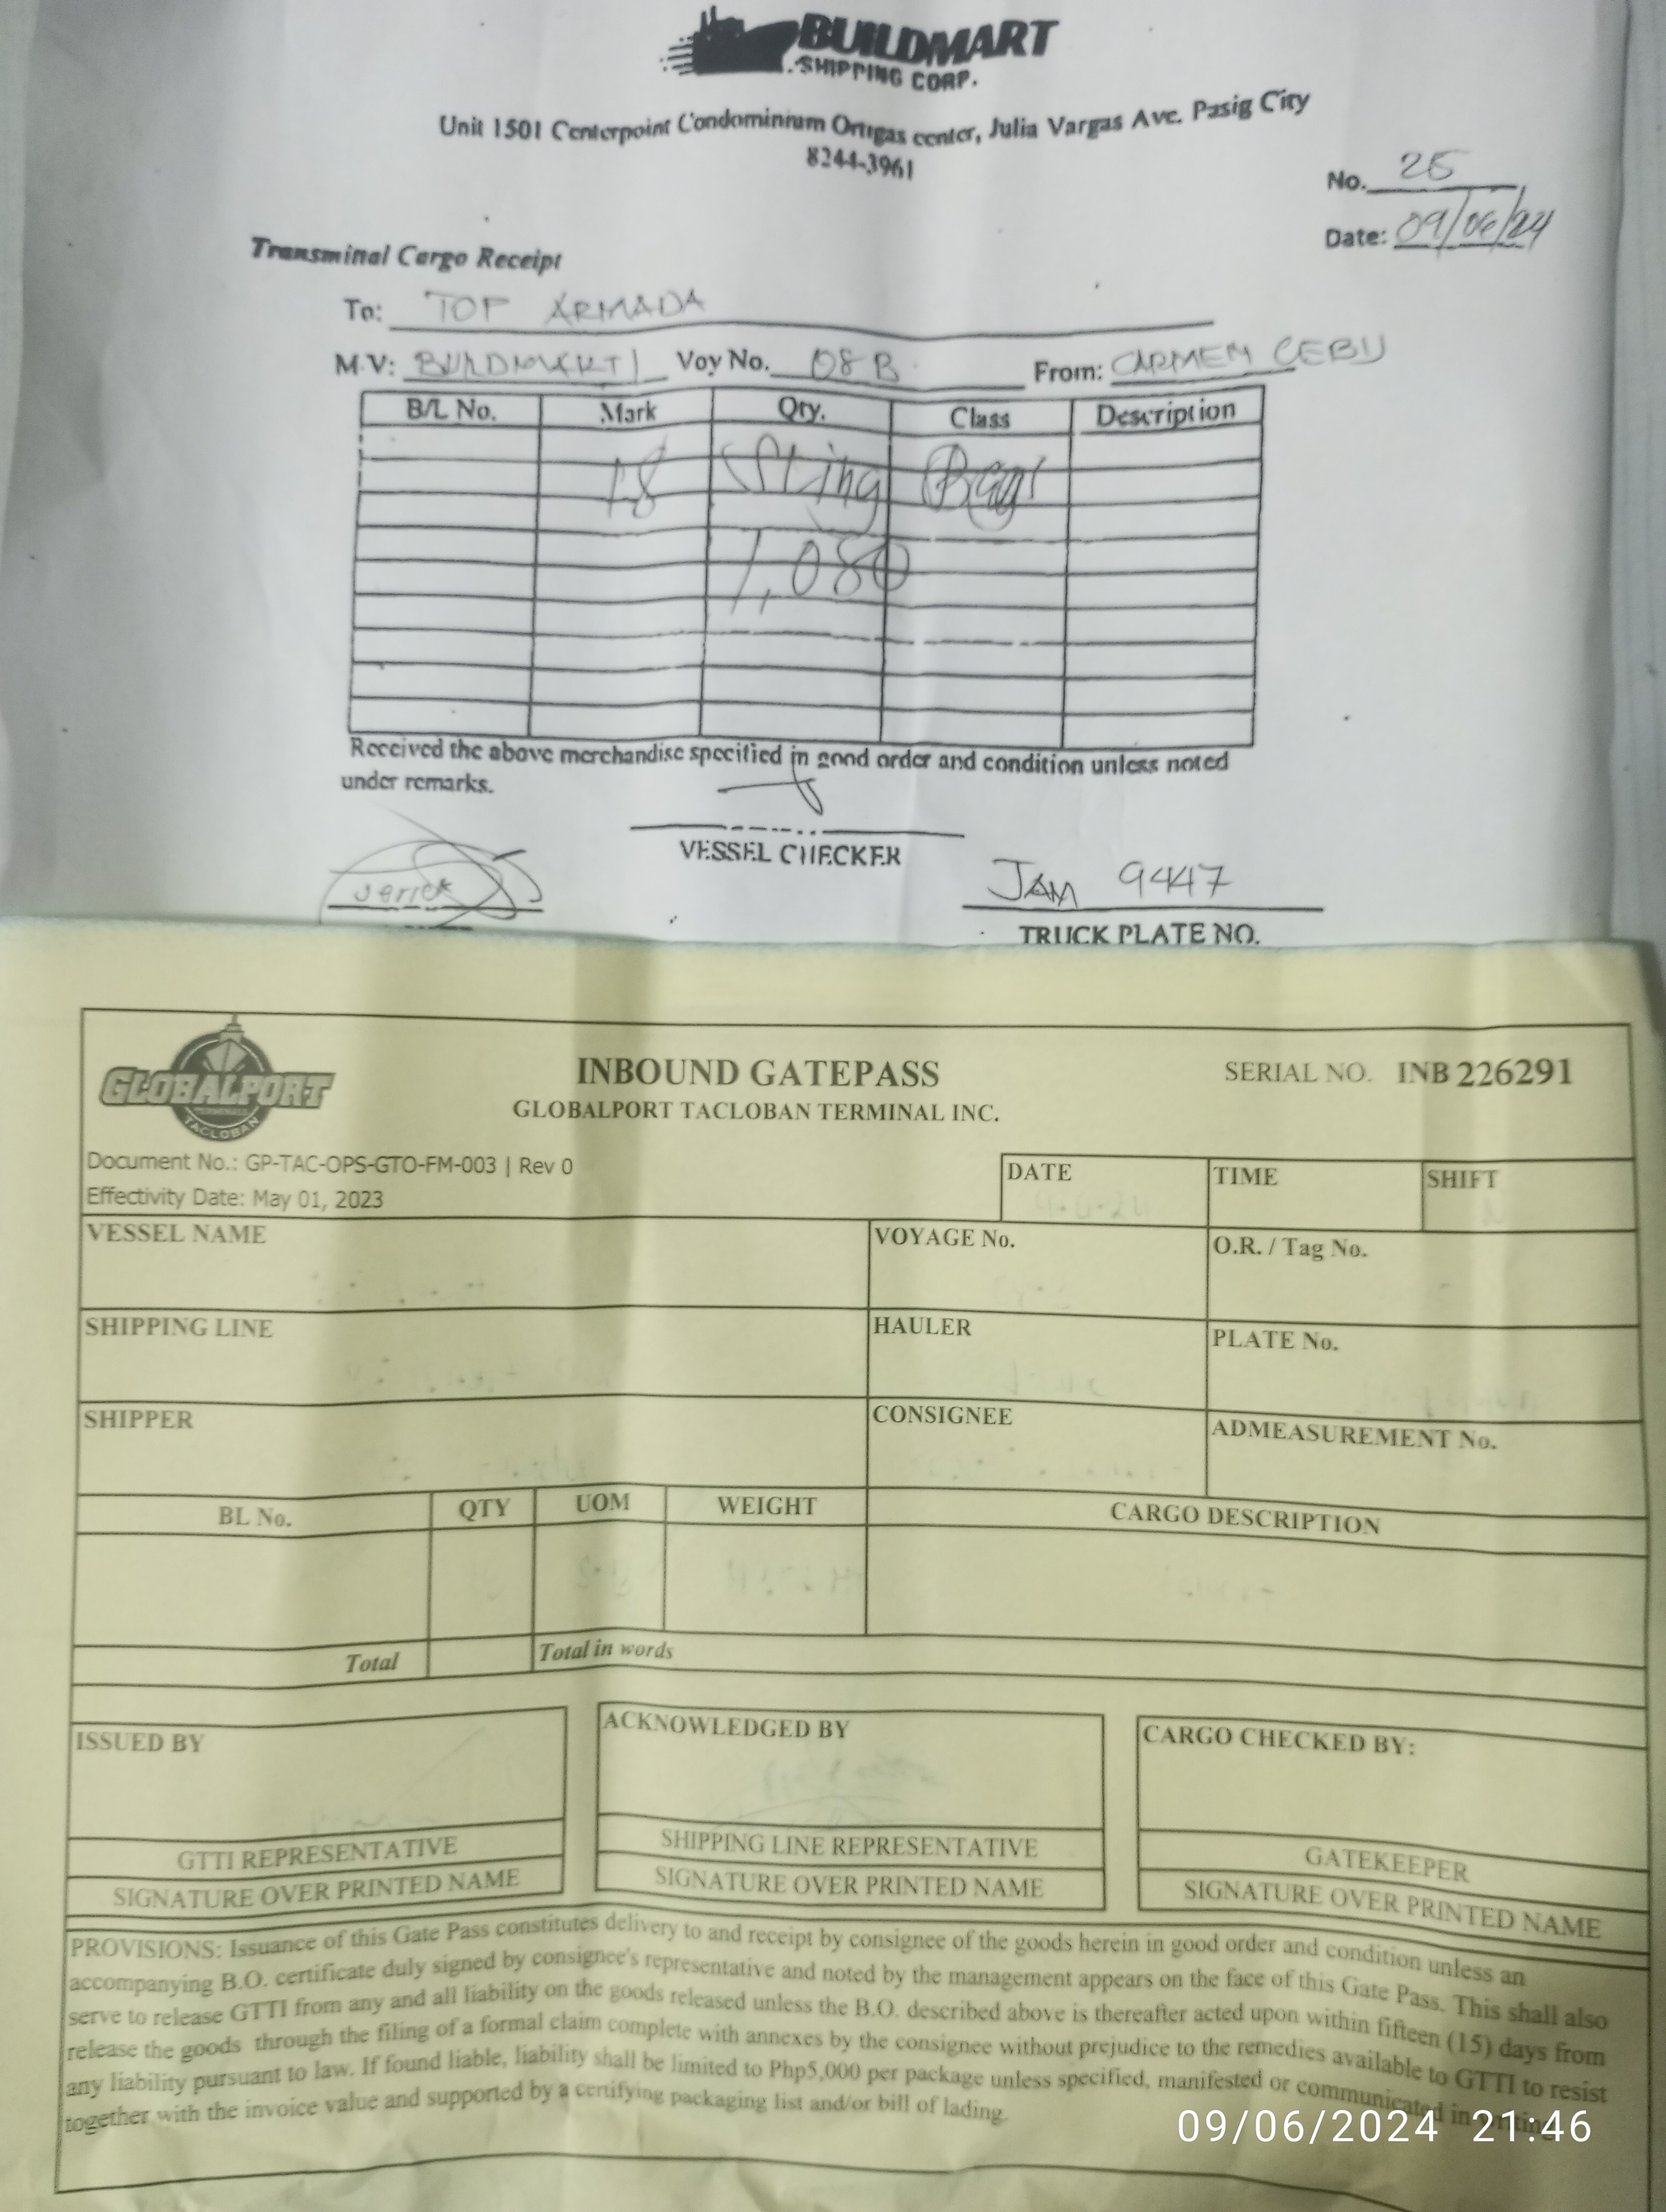 BUILDMART
SHIPPING CORP.
Unit 1501 Centerpoint Condominium Ortigas center, Julia Vargas Ave. Pasig City
8244-3961
No. 25
Date: 09/06/24
Transminal Cargo Receipt
To: TOP ARMADA
M.V: BUILDMART 1 Voy No. 08 B From: CARMEN CEBU
B/L No. Mark Qty. Class Description
18 Sling Bags
1,080
Received the above merchandise specified in good order and condition unless noted
under remarks.
VESSEL CHECKER
Jerick
JAM 9447
TRUCK PLATE NO.
GLOBALPORT
TERMINALS
TACLOBAN
INBOUND GATEPASS
GLOBALPORT TACLOBAN TERMINAL INC.
SERIAL NO. INB 226291
Document No.: GP-TAC-OPS-GTO-FM-003 | Rev 0
Effectivity Date: May 01, 2023
DATE TIME SHIFT
VESSEL NAME VOYAGE No. O.R. / Tag No.
SHIPPING LINE HAULER PLATE No.
SHIPPER CONSIGNEE ADMEASUREMENT No.
BL No. QTY UOM WEIGHT CARGO DESCRIPTION
Total Total in words
ISSUED BY ACKNOWLEDGED BY CARGO CHECKED BY:
GTTI REPRESENTATIVE SHIPPING LINE REPRESENTATIVE GATEKEEPER
SIGNATURE OVER PRINTED NAME SIGNATURE OVER PRINTED NAME SIGNATURE OVER PRINTED NAME
PROVISIONS: Issuance of this Gate Pass constitutes delivery to and receipt by consignee of the goods herein in good order and condition unless an
accompanying B.O. certificate duly signed by consignee's representative and noted by the management appears on the face of this Gate Pass. This shall also
serve to release GTTI from any and all liability on the goods released unless the B.O. described above is thereafter acted upon within fifteen (15) days from
release the goods through the filing of a formal claim complete with annexes by the consignee without prejudice to the remedies available to GTTI to resist
any liability pursuant to law. If found liable, liability shall be limited to Php5,000 per package unless specified, manifested or communicated in writing
together with the invoice value and supported by a certifying packaging list and/or bill of lading.
09/06/2024 21:46